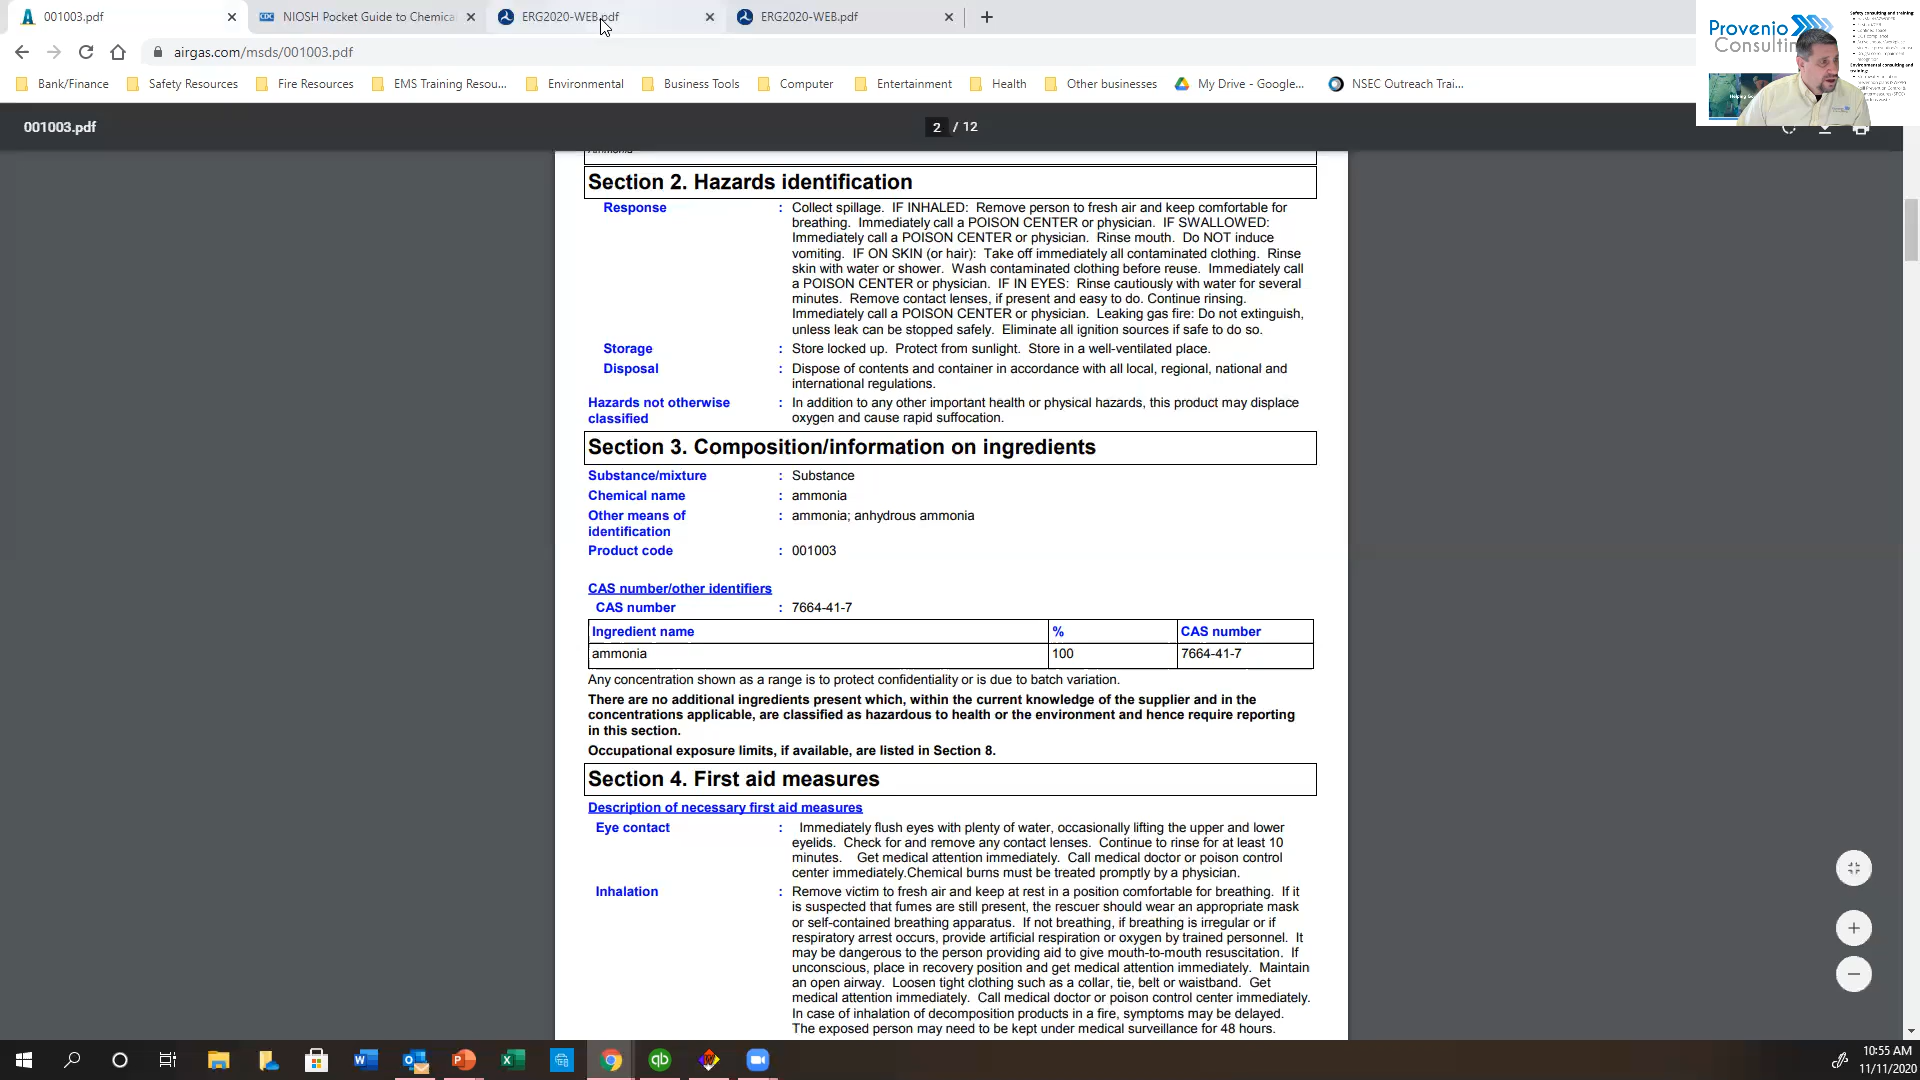 001003.pdf
CDC NIOSH Pocket Guide to Chemica
ERG2020-WEB.pdf
ERG2020-WEB.pdf
airgas.com/msds/001003.pdf
Bank/Finance
Safety Resources
Fire Resources
EMS Training Resou...
Environmental
Business Tools
Computer
Entertainment
Health
Other businesses
My Drive - Google...
NSEC Outreach Trai...
Provenio
Consultin
Safety consulting and training:
Environmental consulting and
training:
001003.pdf
2 / 12
Ammonia
Section 2. Hazards identification
Response : Collect spillage. IF INHALED: Remove person to fresh air and keep comfortable for
breathing. Immediately call a POISON CENTER or physician. IF SWALLOWED:
Immediately call a POISON CENTER or physician. Rinse mouth. Do NOT induce
vomiting. IF ON SKIN (or hair): Take off immediately all contaminated clothing. Rinse
skin with water or shower. Wash contaminated clothing before reuse. Immediately call
a POISON CENTER or physician. IF IN EYES: Rinse cautiously with water for several
minutes. Remove contact lenses, if present and easy to do. Continue rinsing.
Immediately call a POISON CENTER or physician. Leaking gas fire: Do not extinguish,
unless leak can be stopped safely. Eliminate all ignition sources if safe to do so.
Storage : Store locked up. Protect from sunlight. Store in a well-ventilated place.
Disposal : Dispose of contents and container in accordance with all local, regional, national and
international regulations.
Hazards not otherwise : In addition to any other important health or physical hazards, this product may displace
classified oxygen and cause rapid suffocation.
Section 3. Composition/information on ingredients
Substance/mixture : Substance
Chemical name : ammonia
Other means of : ammonia; anhydrous ammonia
identification
Product code : 001003
CAS number/other identifiers
CAS number : 7664-41-7
Ingredient name % CAS number
ammonia 100 7664-41-7
Any concentration shown as a range is to protect confidentiality or is due to batch variation.
There are no additional ingredients present which, within the current knowledge of the supplier and in the
concentrations applicable, are classified as hazardous to health or the environment and hence require reporting
in this section.
Occupational exposure limits, if available, are listed in Section 8.
Section 4. First aid measures
Description of necessary first aid measures
Eye contact : Immediately flush eyes with plenty of water, occasionally lifting the upper and lower
eyelids. Check for and remove any contact lenses. Continue to rinse for at least 10
minutes. Get medical attention immediately. Call medical doctor or poison control
center immediately.Chemical burns must be treated promptly by a physician.
Inhalation : Remove victim to fresh air and keep at rest in a position comfortable for breathing. If it
is suspected that fumes are still present, the rescuer should wear an appropriate mask
or self-contained breathing apparatus. If not breathing, if breathing is irregular or if
respiratory arrest occurs, provide artificial respiration or oxygen by trained personnel. It
may be dangerous to the person providing aid to give mouth-to-mouth resuscitation. If
unconscious, place in recovery position and get medical attention immediately. Maintain
an open airway. Loosen tight clothing such as a collar, tie, belt or waistband. Get
medical attention immediately. Call medical doctor or poison control center immediately.
In case of inhalation of decomposition products in a fire, symptoms may be delayed.
The exposed person may need to be kept under medical surveillance for 48 hours.
10:55 AM
11/11/2020